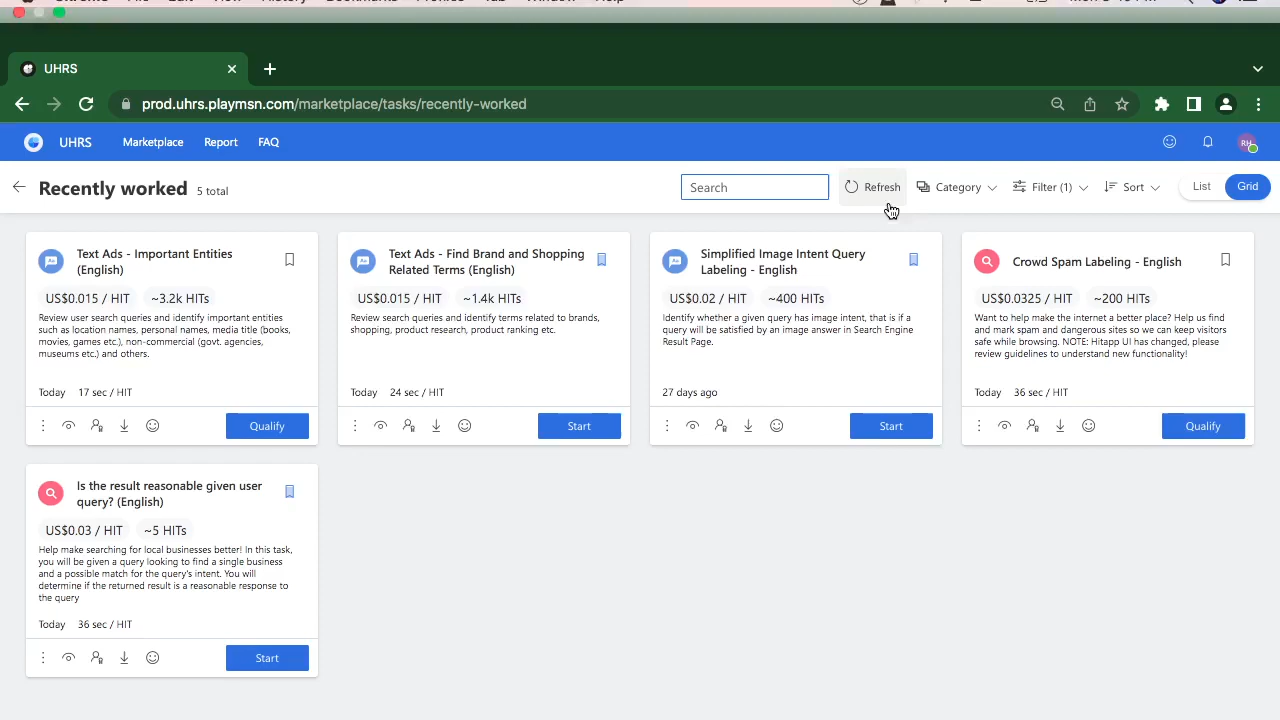 UHRS
prod.uhrs.playmsn.com/marketplace/tasks/recently-worked
UHRS Marketplace Report FAQ
RH
Recently worked 5 total
Search
Refresh
Category
Filter (1)
Sort
List
Grid
Text Ads - Important Entities
(English)
US$0.015 / HIT ~3.2k HITs
Review user search queries and identify important entities
such as location names, personal names, media title (books,
movies, games etc.), non-commercial (govt. agencies,
museums etc.) and others.
Today 17 sec / HIT
Qualify
Text Ads - Find Brand and Shopping
Related Terms (English)
US$0.015 / HIT ~1.4k HITs
Review search queries and identify terms related to brands,
shopping, product research, product ranking etc.
Today 24 sec / HIT
Start
Simplified Image Intent Query
Labeling - English
US$0.02 / HIT ~400 HITs
Identify whether a given query has image intent, that is if a
query will be satisfied by an image answer in Search Engine
Result Page.
27 days ago
Start
Crowd Spam Labeling - English
US$0.0325 / HIT ~200 HITs
Want to help make the internet a better place? Help us find
and mark spam and dangerous sites so we can keep visitors
safe while browsing. NOTE: Hitapp UI has changed, please
review guidelines to understand new functionality!
Today 36 sec / HIT
Qualify
Is the result reasonable given user
query? (English)
US$0.03 / HIT ~5 HITs
Help make searching for local businesses better! In this task,
you will be given a query looking to find a single business
and a possible match for the query's intent. You will
determine if the returned result is a reasonable response to
the query
Today 36 sec / HIT
Start